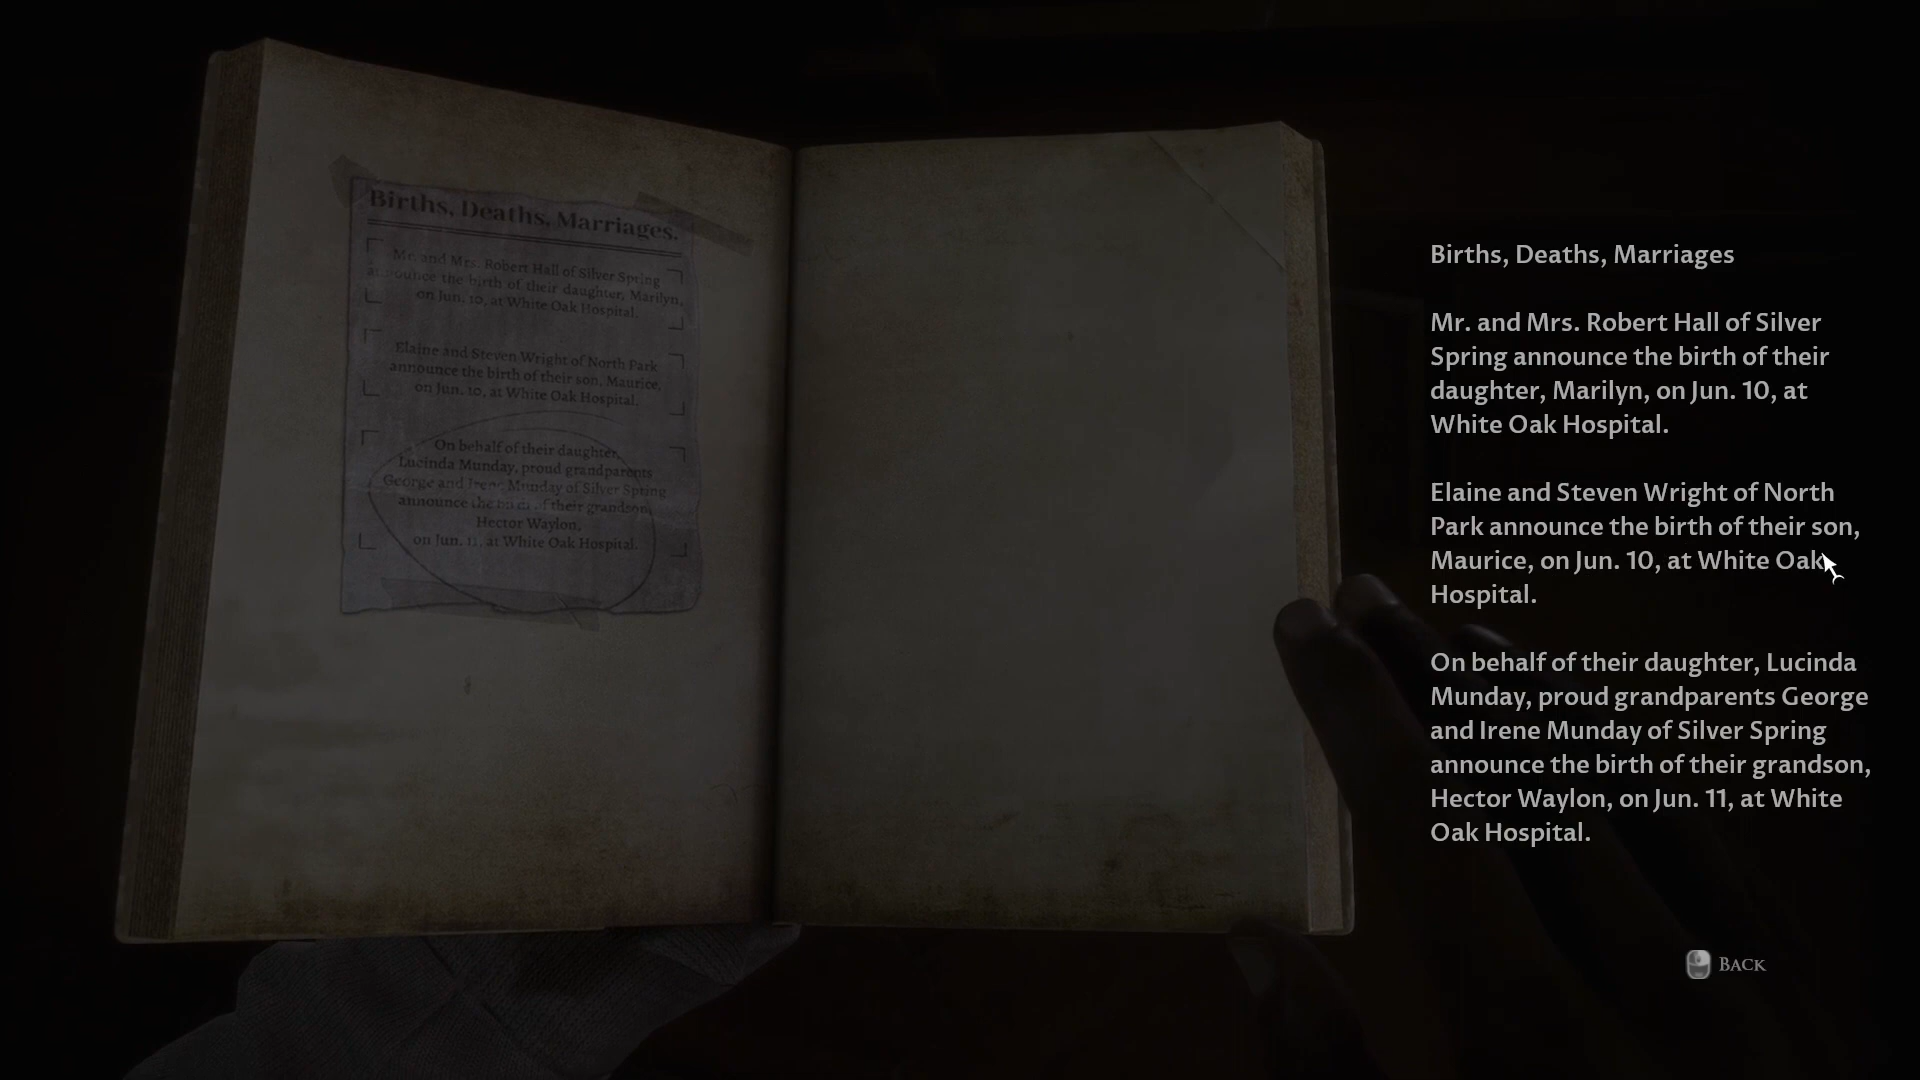 Births, Deaths, Marriages.
Mr. and Mrs. Robert Hall of Silver Spring
announce the birth of their daughter, Marilyn,
on Jun. 10, at White Oak Hospital.
Elaine and Steven Wright of North Park
announce the birth of their son, Maurice,
on Jun. 10, at White Oak Hospital.
On behalf of their daughter,
Lucinda Munday, proud grandparents
George and Irene Munday of Silver Spring
announce the birth of their grandson,
Hector Waylon,
on Jun. 11, at White Oak Hospital.
Births, Deaths, Marriages
Mr. and Mrs. Robert Hall of Silver
Spring announce the birth of their
daughter, Marilyn, on Jun. 10, at
White Oak Hospital.
Elaine and Steven Wright of North
Park announce the birth of their son,
Maurice, on Jun. 10, at White Oak
Hospital.
On behalf of their daughter, Lucinda
Munday, proud grandparents George
and Irene Munday of Silver Spring
announce the birth of their grandson,
Hector Waylon, on Jun. 11, at White
Oak Hospital.
BACK